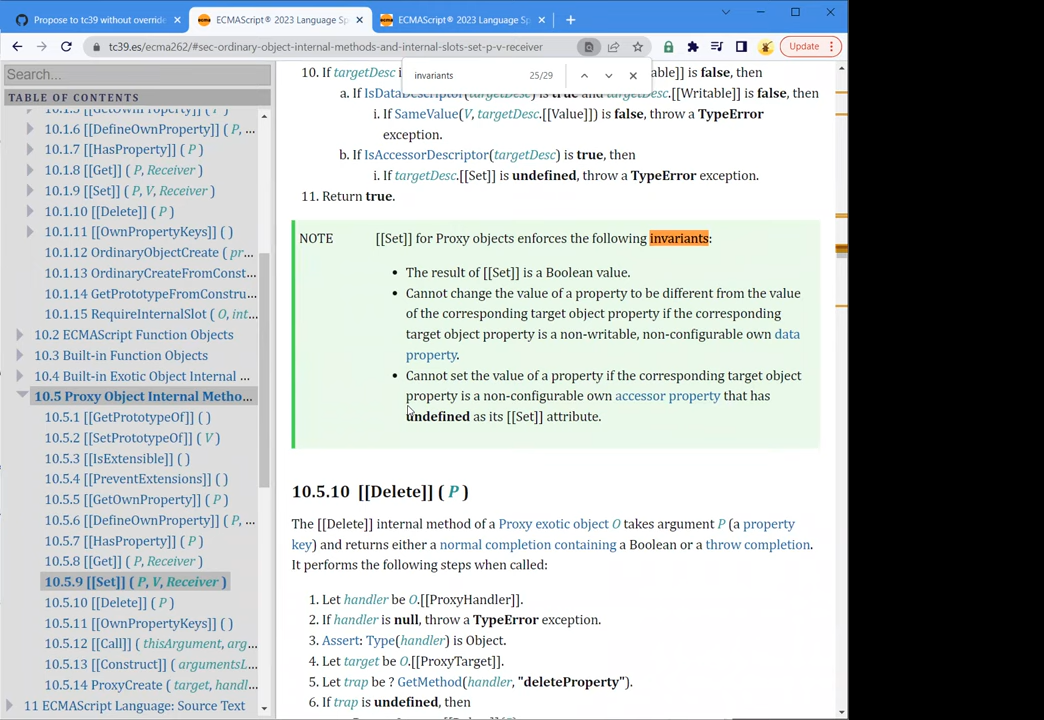 Propose to tc39 without override
ECMAScript® 2023 Language Sp
ECMAScript® 2023 Language Sp
tc39.es/ecma262/#sec-ordinary-object-internal-methods-and-internal-slots-set-p-v-receiver
Update
Search...
TABLE OF CONTENTS
10.1.6 [[DefineOwnProperty]] ( P, ...
10.1.7 [[HasProperty]] ( P )
10.1.8 [[Get]] ( P, Receiver )
10.1.9 [[Set]] ( P, V, Receiver )
10.1.10 [[Delete]] ( P )
10.1.11 [[OwnPropertyKeys]] ( )
10.1.12 OrdinaryObjectCreate ( pr...
10.1.13 OrdinaryCreateFromConst...
10.1.14 GetPrototypeFromConstru...
10.1.15 RequireInternalSlot ( O, int...
10.2 ECMAScript Function Objects
10.3 Built-in Function Objects
10.4 Built-in Exotic Object Internal ...
10.5 Proxy Object Internal Metho...
10.5.1 [[GetPrototypeOf]] ( )
10.5.2 [[SetPrototypeOf]] ( V )
10.5.3 [[IsExtensible]] ( )
10.5.4 [[PreventExtensions]] ( )
10.5.5 [[GetOwnProperty]] ( P )
10.5.6 [[DefineOwnProperty]] ( P, ...
10.5.7 [[HasProperty]] ( P )
10.5.8 [[Get]] ( P, Receiver )
10.5.9 [[Set]] ( P, V, Receiver )
10.5.10 [[Delete]] ( P )
10.5.11 [[OwnPropertyKeys]] ( )
10.5.12 [[Call]] ( thisArgument, arg...
10.5.13 [[Construct]] ( argumentsL...
10.5.14 ProxyCreate ( target, handl...
11 ECMAScript Language: Source Text
invariants 25/29
10. If targetDesc is false, then
a. If IsDataDescriptor(targetDesc) is true and targetDesc.[[Writable]] is false, then
i. If SameValue(V, targetDesc.[[Value]]) is false, throw a TypeError
exception.
b. If IsAccessorDescriptor(targetDesc) is true, then
i. If targetDesc.[[Set]] is undefined, throw a TypeError exception.
11. Return true.
NOTE [[Set]] for Proxy objects enforces the following invariants:
• The result of [[Set]] is a Boolean value.
• Cannot change the value of a property to be different from the value
of the corresponding target object property if the corresponding
target object property is a non-writable, non-configurable own data
property.
• Cannot set the value of a property if the corresponding target object
property is a non-configurable own accessor property that has
undefined as its [[Set]] attribute.
10.5.10 [[Delete]] ( P )
The [[Delete]] internal method of a Proxy exotic object O takes argument P (a property
key) and returns either a normal completion containing a Boolean or a throw completion.
It performs the following steps when called:
1. Let handler be O.[[ProxyHandler]].
2. If handler is null, throw a TypeError exception.
3. Assert: Type(handler) is Object.
4. Let target be O.[[ProxyTarget]].
5. Let trap be ? GetMethod(handler, "deleteProperty").
6. If trap is undefined, then